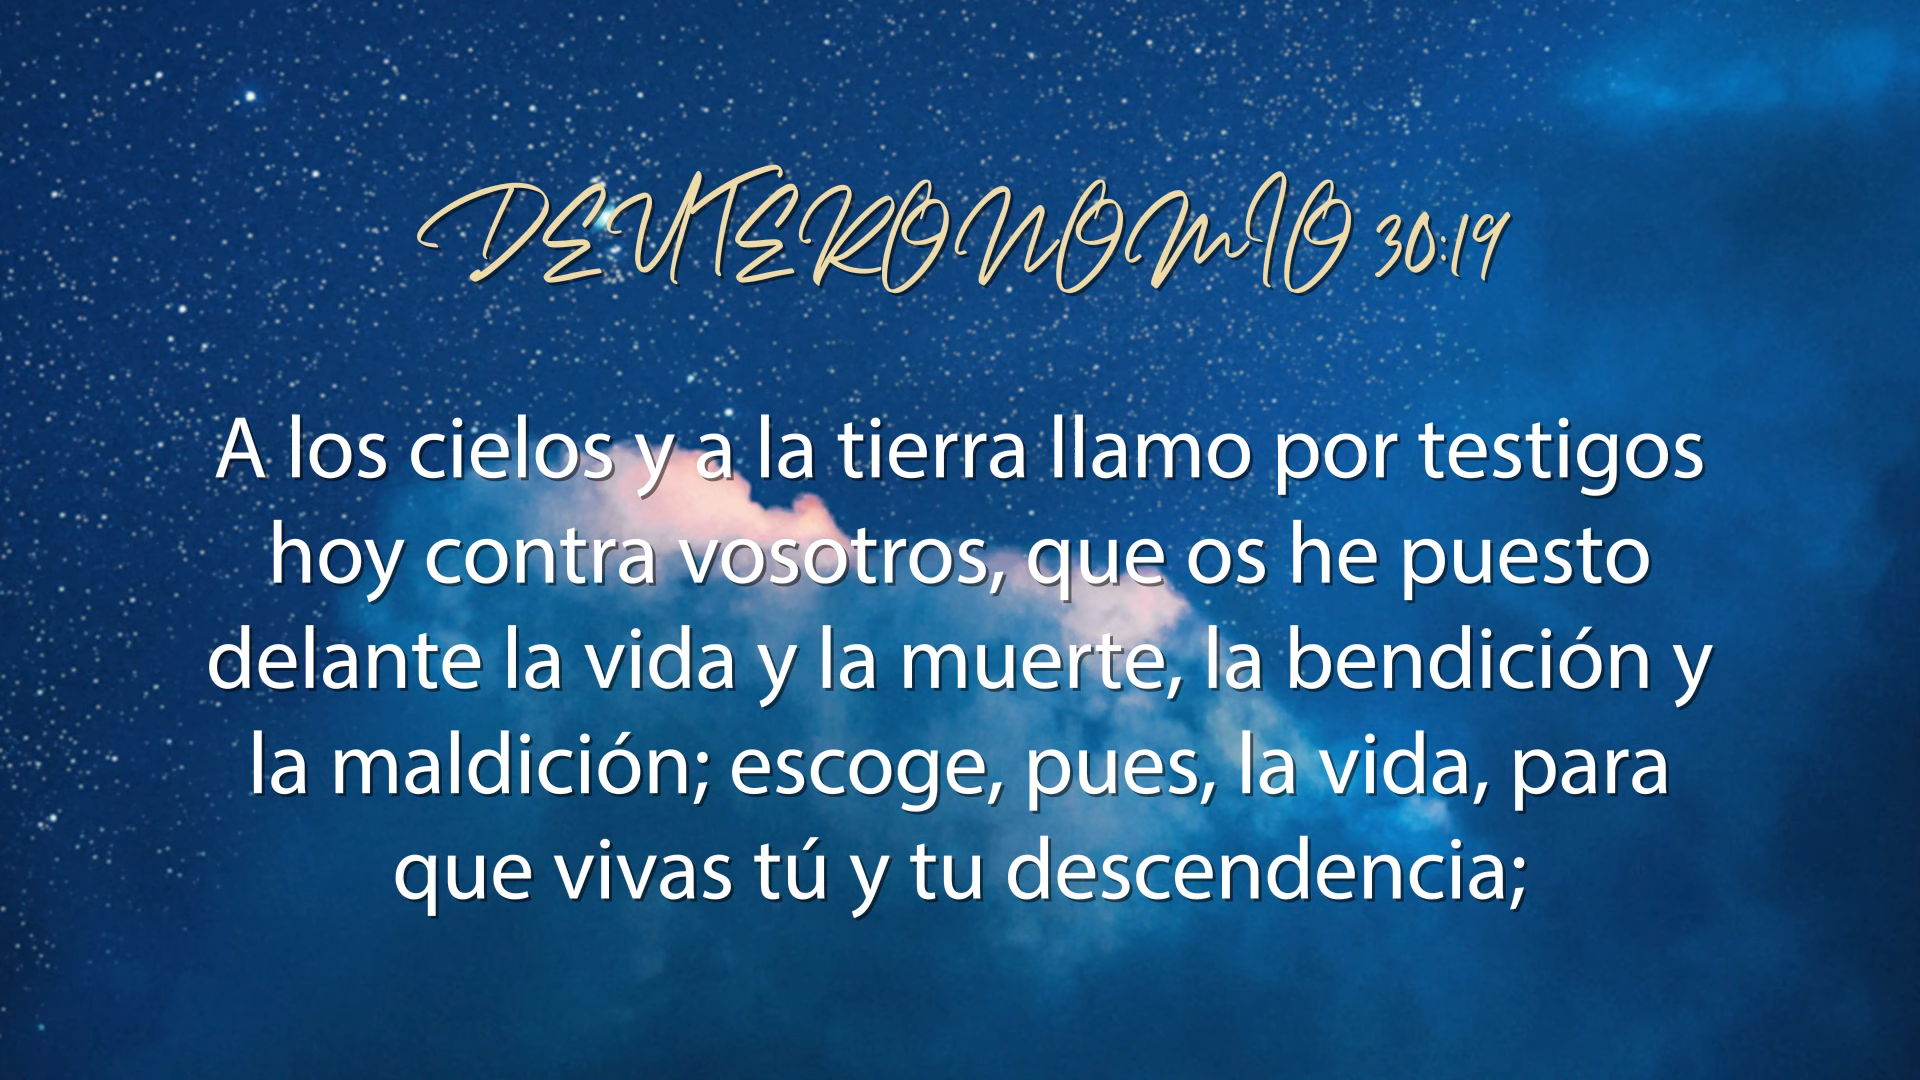 DEUTERONOMIO 30:19
A los cielos y a la tierra llamo por testigos
hoy contra vosotros, que os he puesto
delante la vida y la muerte, la bendición y
la maldición; escoge, pues, la vida, para
que vivas tú y tu descendencia;